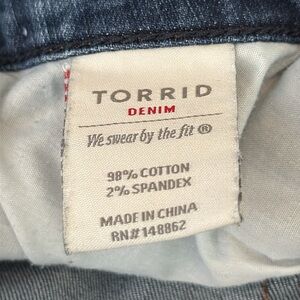 TORRID
DENIM
We swear by the fit ®
98% COTTON
2% SPANDEX
MADE IN CHINA
RN#148862